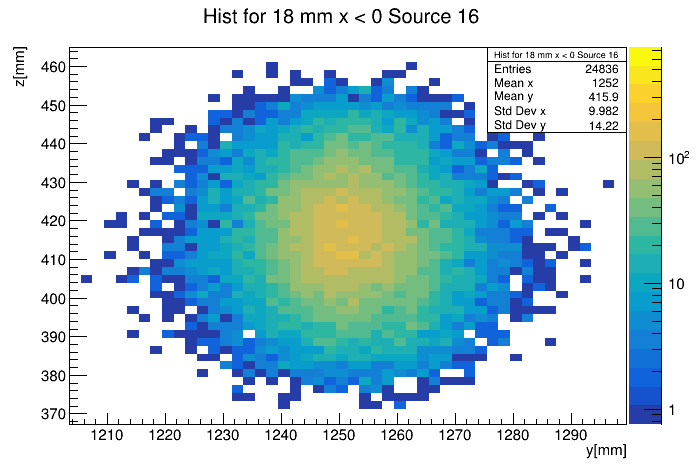 Hist for 18 mm x < 0 Source 16
z[mm]
Hist for 18 mm x < 0 Source 16
Entries 24836
Mean x 1252
Mean y 415.9
Std Dev x 9.982
Std Dev y 14.22
460
450
440
430
420
410
400
390
380
370
10²
10
1
1210 1220 1230 1240 1250 1260 1270 1280 1290
y[mm]